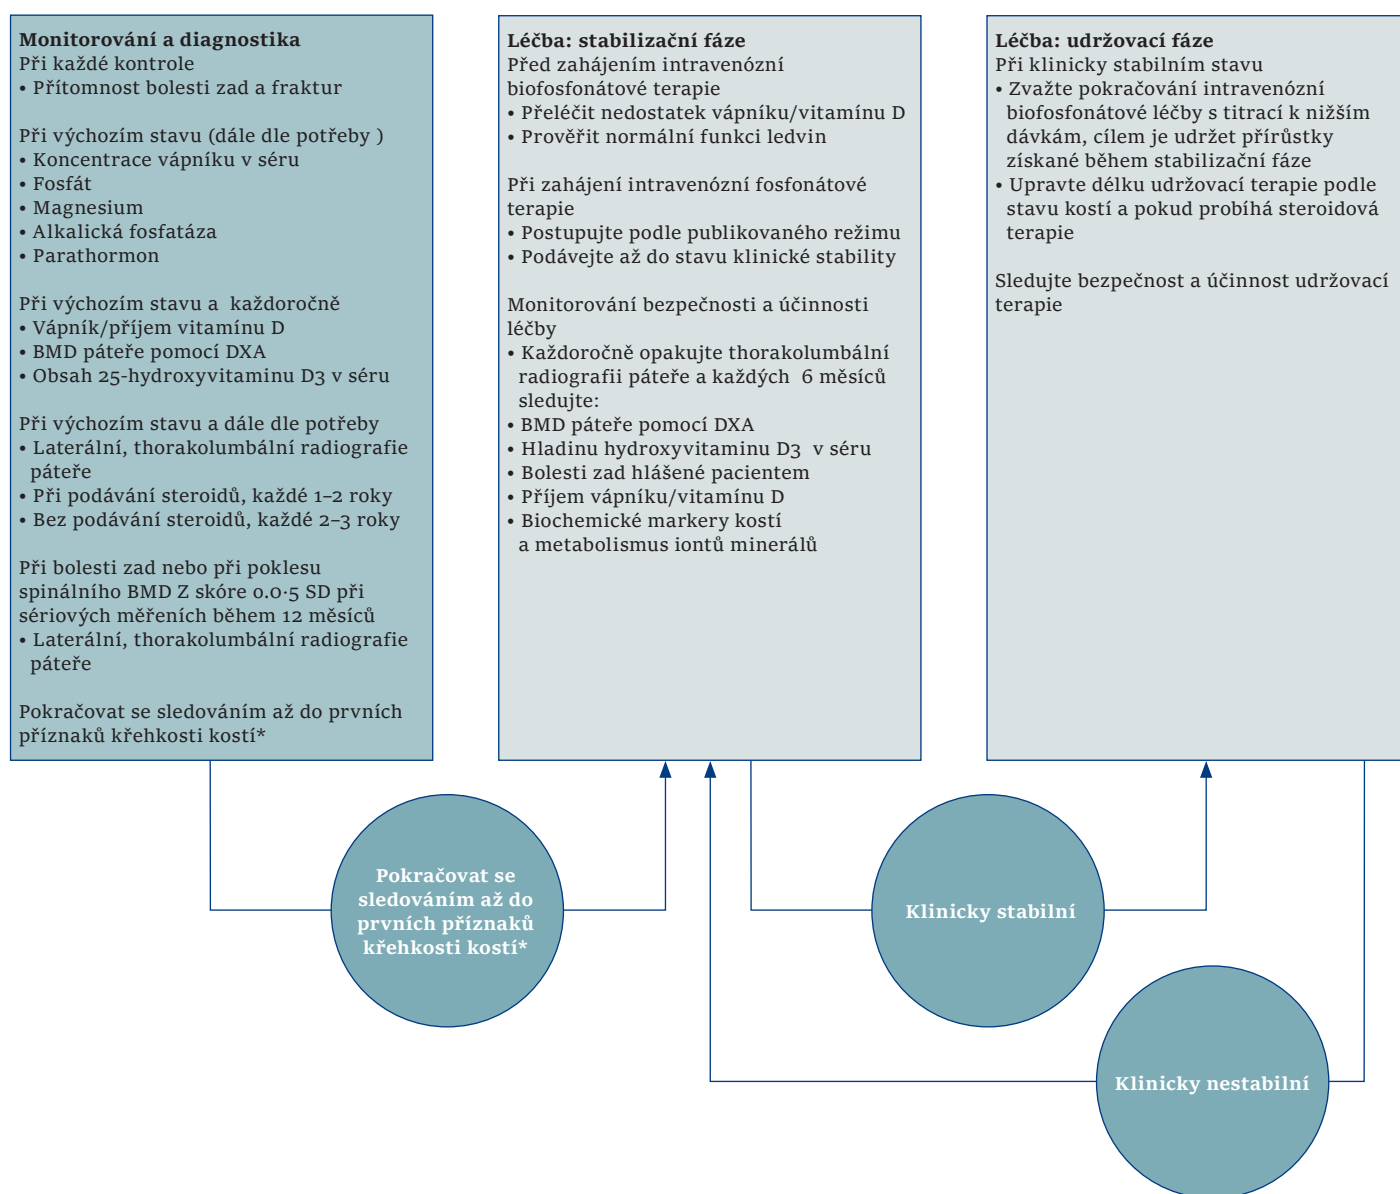 Monitorování a diagnostika
Při každé kontrole
• Přítomnost bolesti zad a fraktur
Při výchozím stavu (dále dle potřeby )
• Koncentrace vápníku v séru
• Fosfát
• Magnesium
• Alkalická fosfatáza
• Parathormon
Při výchozím stavu a každoročně
• Vápník/příjem vitamínu D
• BMD páteře pomocí DXA
• Obsah 25-hydroxyvitaminu D3 v séru
Při výchozím stavu a dále dle potřeby
• Laterální, thorakolumbální radiografie
páteře
• Při podávání steroidů, každé 1–2 roky
• Bez podávání steroidů, každé 2–3 roky
Při bolesti zad nebo při poklesu
spinálního BMD Z skóre 0.0·5 SD při
sériových měřeních během 12 měsíců
• Laterální, thorakolumbální radiografie
páteře
Pokračovat se sledováním až do prvních
příznaků křehkosti kostí*
Léčba: stabilizační fáze
Před zahájením intravenózní
biofosfonátové terapie
• Přeléčit nedostatek vápníku/vitamínu D
• Prověřit normální funkci ledvin
Při zahájení intravenózní fosfonátové
terapie
• Postupujte podle publikovaného režimu
• Podávejte až do stavu klinické stability
Monitorování bezpečnosti a účinnosti
léčby
• Každoročně opakujte thorakolumbální
radiografii páteře a každých 6 měsíců
sledujte:
• BMD páteře pomocí DXA
• Hladinu hydroxyvitaminu D3 v séru
• Bolesti zad hlášené pacientem
• Příjem vápníku/vitamínu D
• Biochemické markery kostí
a metabolismus iontů minerálů
Léčba: udržovací fáze
Při klinicky stabilním stavu
• Zvažte pokračování intravenózní
biofosfonátové léčby s titrací k nižším
dávkám, cílem je udržet přírůstky
získané během stabilizační fáze
• Upravte délku udržovací terapie podle
stavu kostí a pokud probíhá steroidová
terapie
Sledujte bezpečnost a účinnost udržovací
terapie
Pokračovat se
sledováním až do
prvních příznaků
křehkosti kostí*
Klinicky stabilní
Klinicky nestabilní